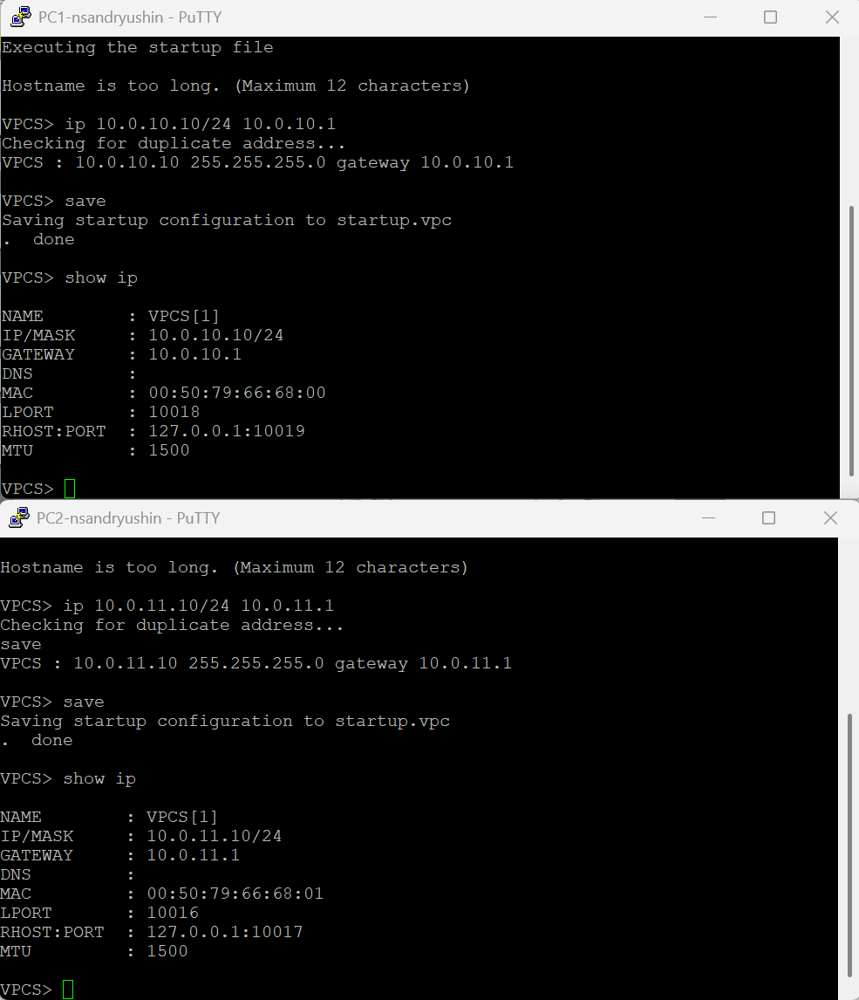 PC1-nsandryushin - PuTTY
Executing the startup file
Hostname is too long. (Maximum 12 characters)
VPCS> ip 10.0.10.10/24 10.0.10.1
Checking for duplicate address...
VPCS : 10.0.10.10 255.255.255.0 gateway 10.0.10.1
VPCS> save
Saving startup configuration to startup.vpc
.  done
VPCS> show ip
NAME        : VPCS[1]
IP/MASK     : 10.0.10.10/24
GATEWAY     : 10.0.10.1
DNS         :
MAC         : 00:50:79:66:68:00
LPORT       : 10018
RHOST:PORT  : 127.0.0.1:10019
MTU         : 1500
VPCS>
PC2-nsandryushin - PuTTY
Hostname is too long. (Maximum 12 characters)
VPCS> ip 10.0.11.10/24 10.0.11.1
Checking for duplicate address...
save
VPCS : 10.0.11.10 255.255.255.0 gateway 10.0.11.1
VPCS> save
Saving startup configuration to startup.vpc
.  done
VPCS> show ip
NAME        : VPCS[1]
IP/MASK     : 10.0.11.10/24
GATEWAY     : 10.0.11.1
DNS         :
MAC         : 00:50:79:66:68:01
LPORT       : 10016
RHOST:PORT  : 127.0.0.1:10017
MTU         : 1500
VPCS>